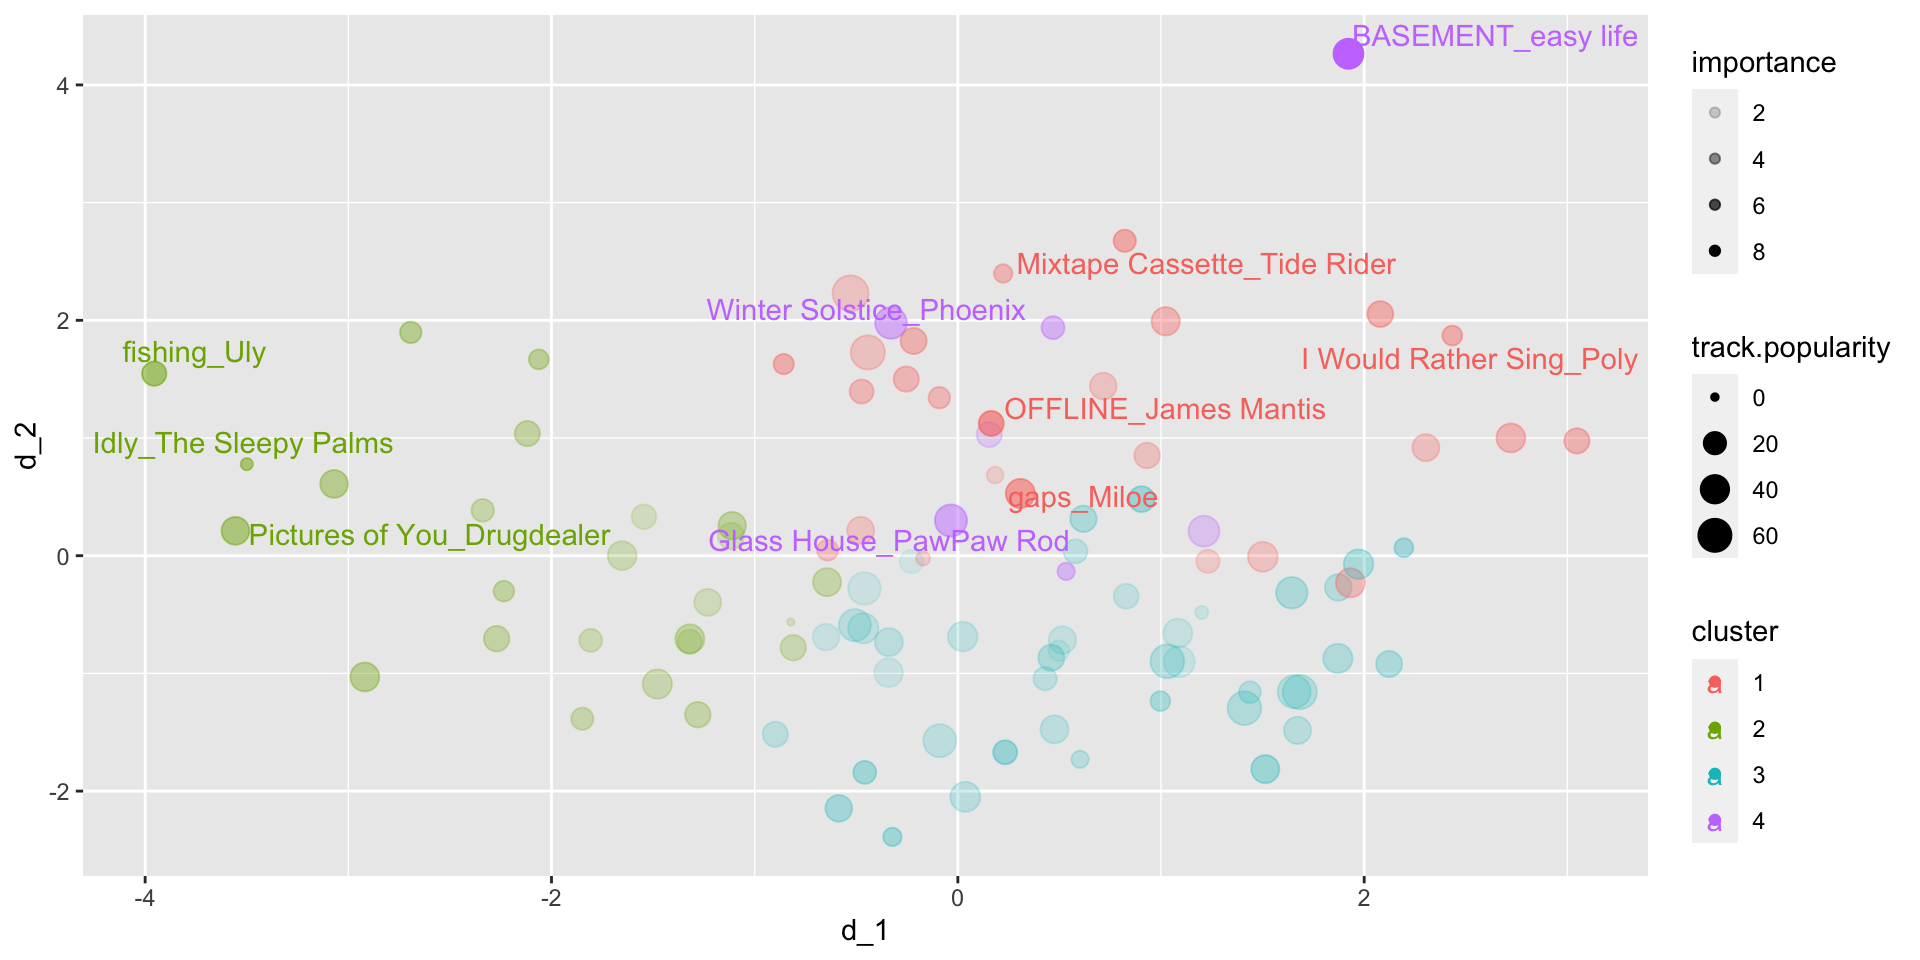 BASEMENT_easy life
Mixtape Cassette_Tide Rider
Winter Solstice_Phoenix
fishing_Uly
I Would Rather Sing_Poly
OFFLINE_James Mantis
Idly_The Sleepy Palms
gaps_Miloe
Pictures of You_Drugdealer
Glass House_PawPaw Rod
4
2
0
-2
d_2
-4
-2
0
2
d_1
importance
2
4
6
8
track.popularity
0
20
40
60
cluster
a 1
a 2
a 3
a 4